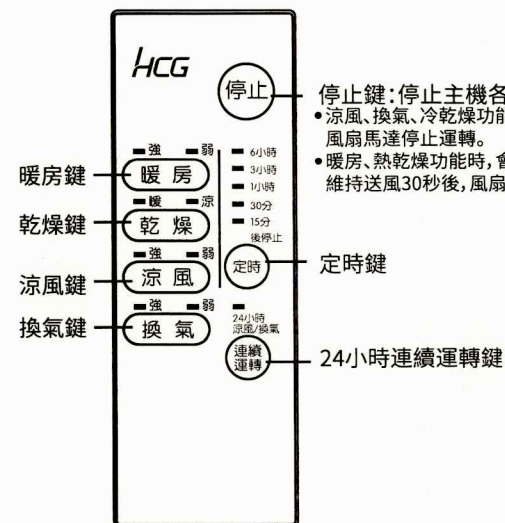 HCG
停止
停止鍵：停止主機各
•涼風、換氣、冷乾燥功能
風扇馬達停止運轉。
•暖房、熱乾燥功能時，會
維持送風30秒後，風扇
強 弱
暖房鍵
暖房
暖 涼
乾燥鍵
乾燥
強 弱
涼風鍵
涼風
強 弱
換氣鍵
換氣
6小時
3小時
1小時
30分
15分
後停止
定時
定時鍵
24小時
涼風/換氣
連續
運轉
24小時連續運轉鍵